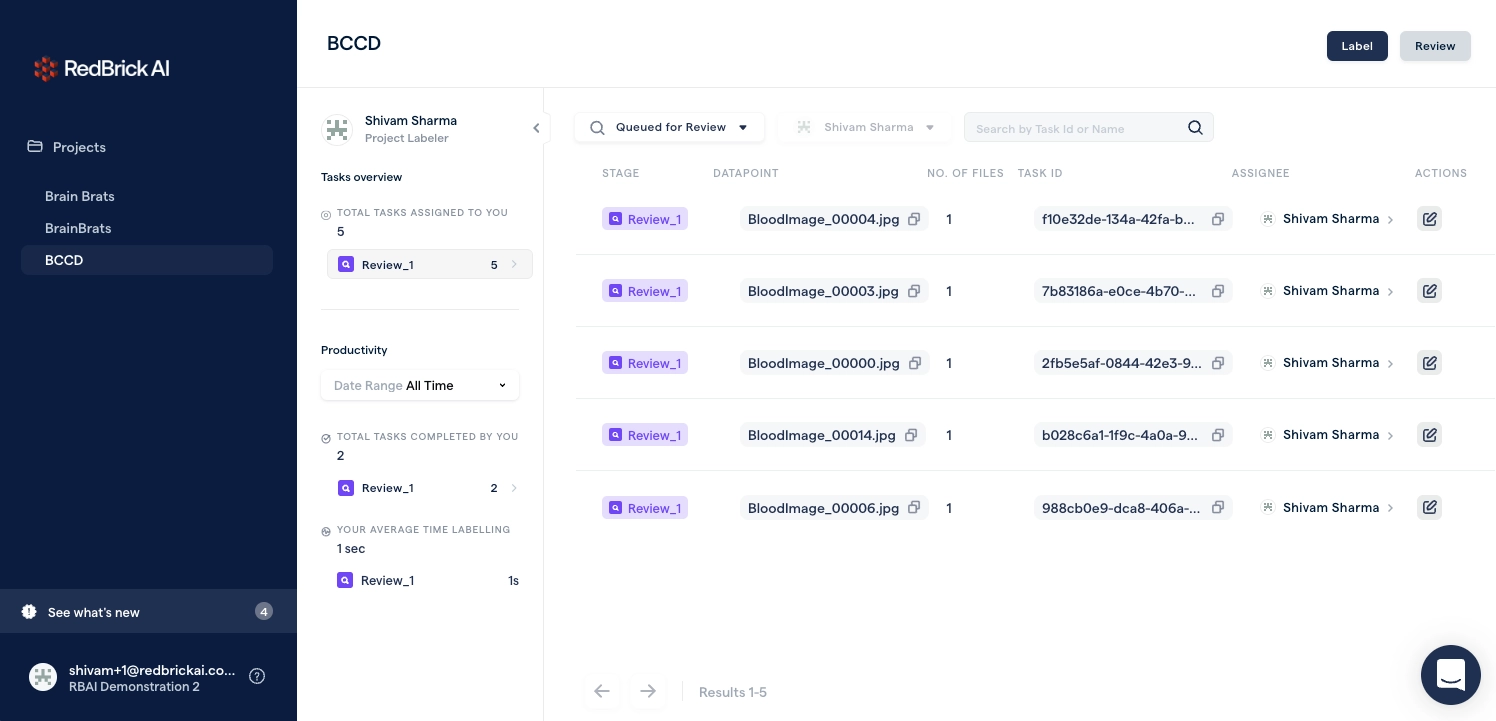 RedBrick AI
Projects
Brain Brats
BrainBrats
BCCD
See what's new 4
shivam+1@redbrickai.co...
RBAI Demonstration 2
BCCD
Label Review
Shivam Sharma
Project Labeler
Tasks overview
TOTAL TASKS ASSIGNED TO YOU
5
Review_1 5
Productivity
Date Range All Time
TOTAL TASKS COMPLETED BY YOU
2
Review_1 2
YOUR AVERAGE TIME LABELLING
1 sec
Review_1 1s
Queued for Review Shivam Sharma Search by Task Id or Name
STAGE DATAPOINT NO. OF FILES TASK ID ASSIGNEE ACTIONS
Review_1 BloodImage_00004.jpg 1 f10e32de-134a-42fa-b... Shivam Sharma
Review_1 BloodImage_00003.jpg 1 7b83186a-e0ce-4b70-... Shivam Sharma
Review_1 BloodImage_00000.jpg 1 2fb5e5af-0844-42e3-9... Shivam Sharma
Review_1 BloodImage_00014.jpg 1 b028c6a1-1f9c-4a0a-9... Shivam Sharma
Review_1 BloodImage_00006.jpg 1 988cb0e9-dca8-406a-... Shivam Sharma
Results 1-5